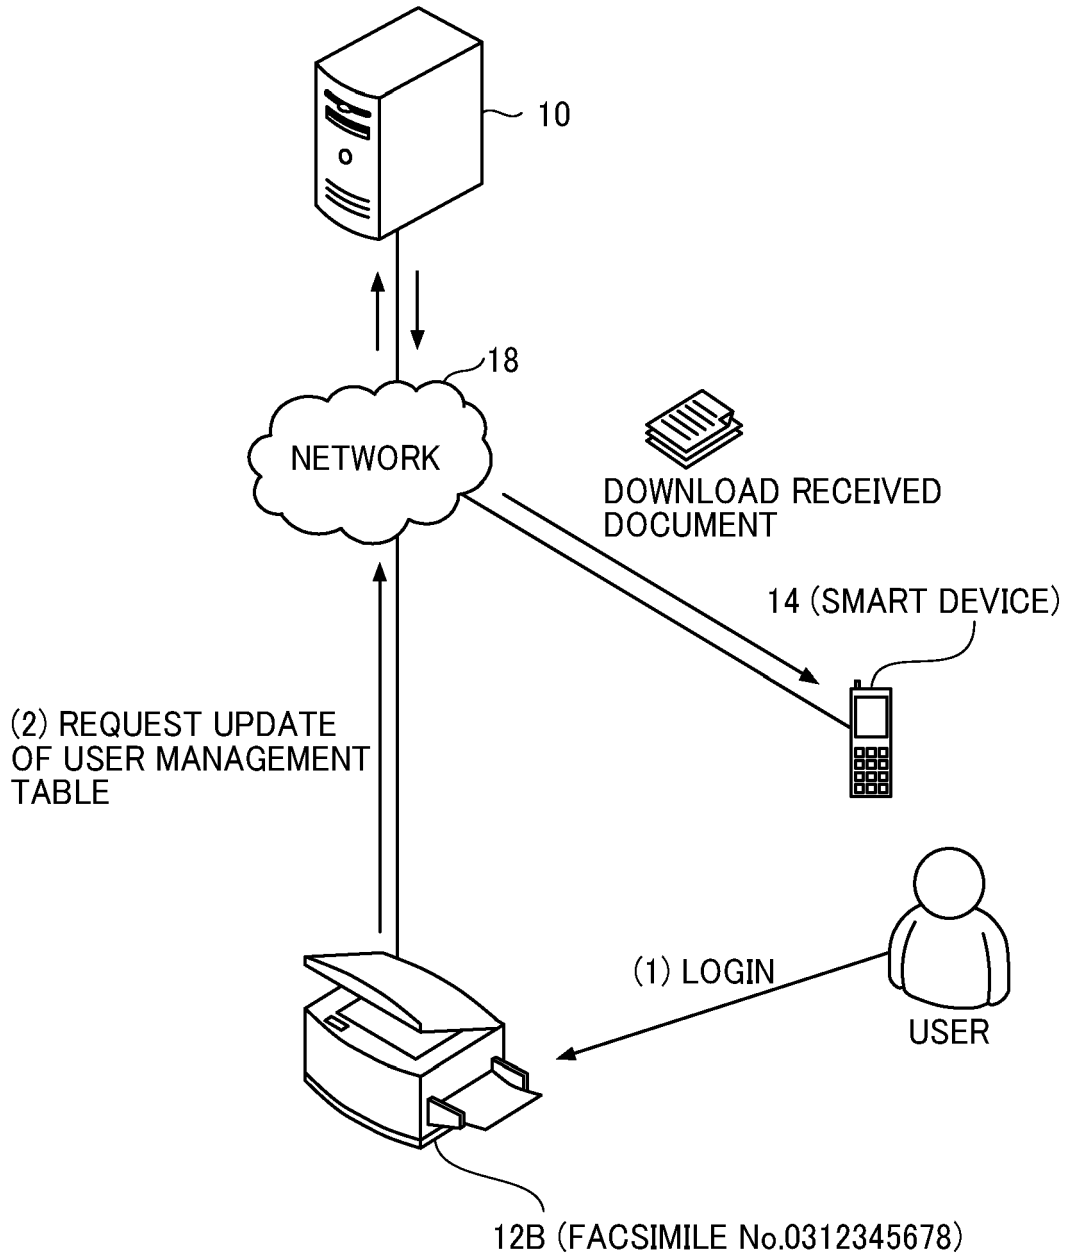 10
18
NETWORK
DOWNLOAD RECEIVED
DOCUMENT
14 (SMART DEVICE)
(2) REQUEST UPDATE
OF USER MANAGEMENT
TABLE
(1) LOGIN
USER
12B (FACSIMILE No.0312345678)